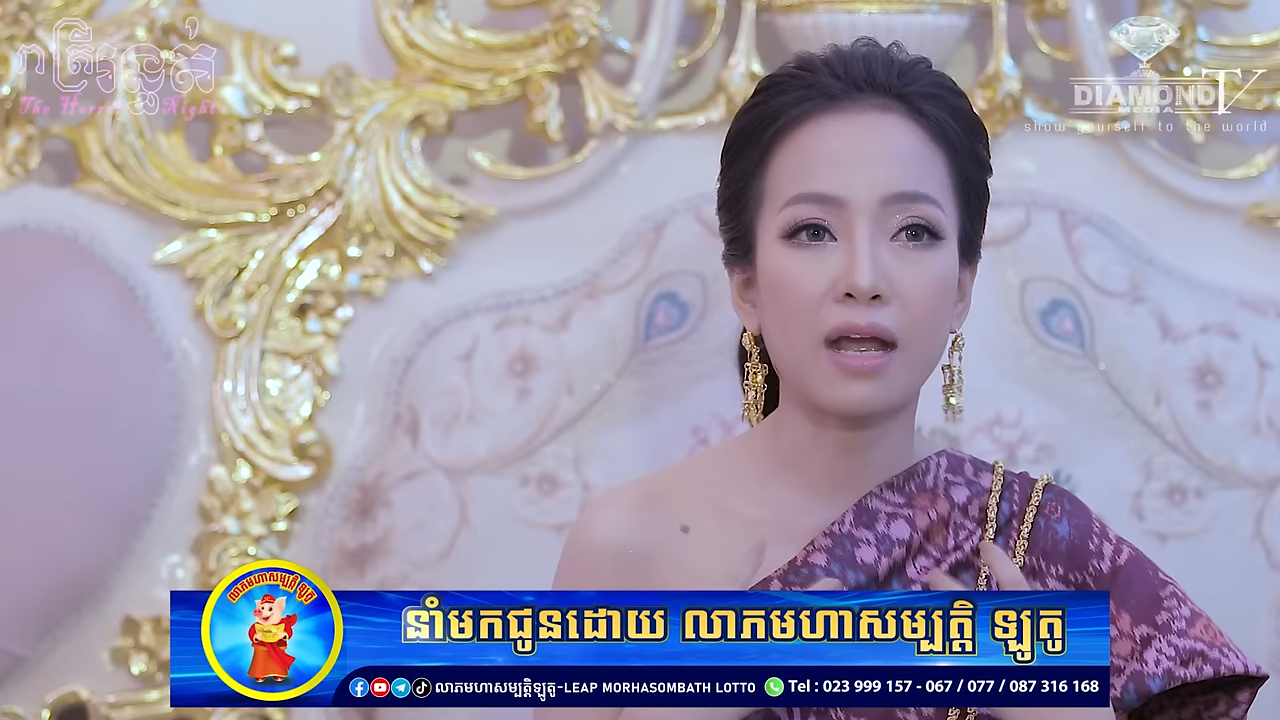 រាត្រីរន្ធត់
The Horror Night
DIAMOND TV
MEDIA
show yourself to the world
លាភមហាសម្បត្តិ ឡូតូ
នាំមកជូនដោយ លាភមហាសម្បត្តិ ឡូតូ
លាភមហាសម្បត្តិឡូតូ-LEAP MORHASOMBATH LOTTO Tel : 023 999 157 - 067 / 077 / 087 316 168